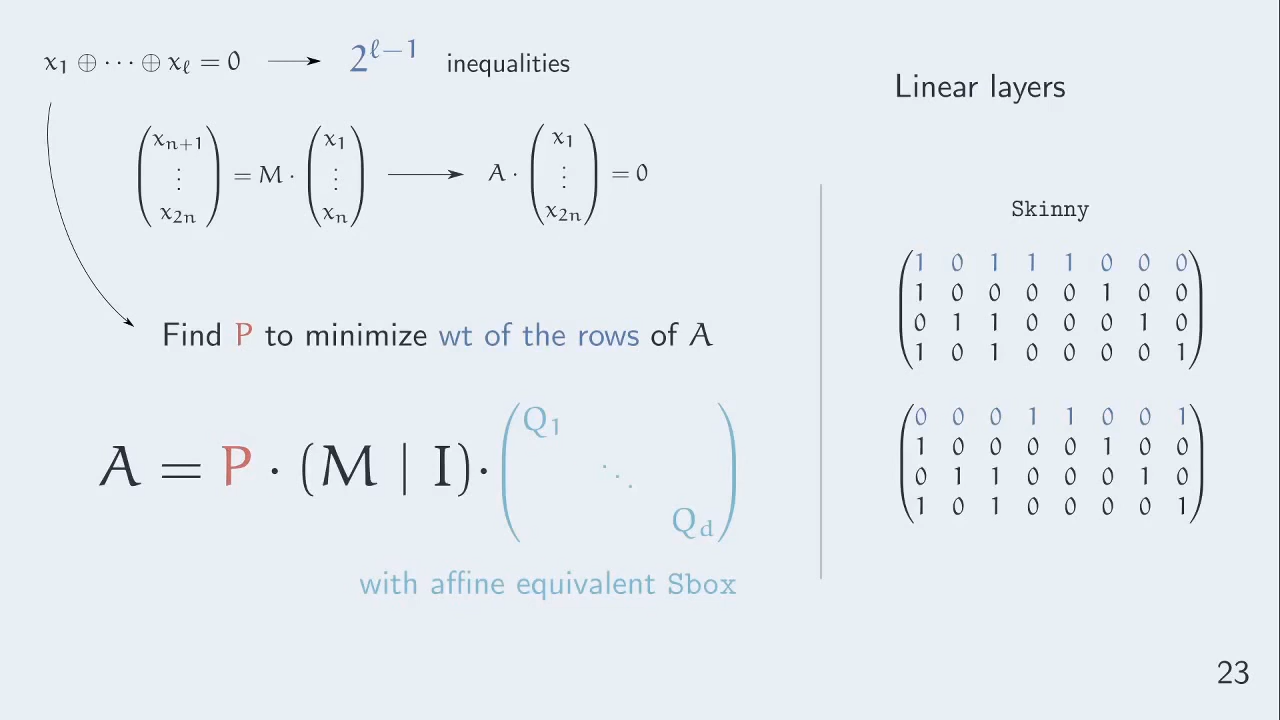 x₁ ⊕ ··· ⊕ xℓ = 0 ⟶ 2^{ℓ−1} inequalities
Linear layers
(x_{n+1} ⋮ x_{2n}) = M · (x₁ ⋮ x_n) ⟶ A · (x₁ ⋮ x_{2n}) = 0
Skinny
1 0 1 1 1 0 0 0
1 0 0 0 0 1 0 0
0 1 1 0 0 0 1 0
1 0 1 0 0 0 0 1
Find P to minimize wt of the rows of A
0 0 0 1 1 0 0 1
1 0 0 0 0 1 0 0
0 1 1 0 0 0 1 0
1 0 1 0 0 0 0 1
A = P · (M | I) · (Q₁ ⋱ Q_d)
with affine equivalent Sbox
23